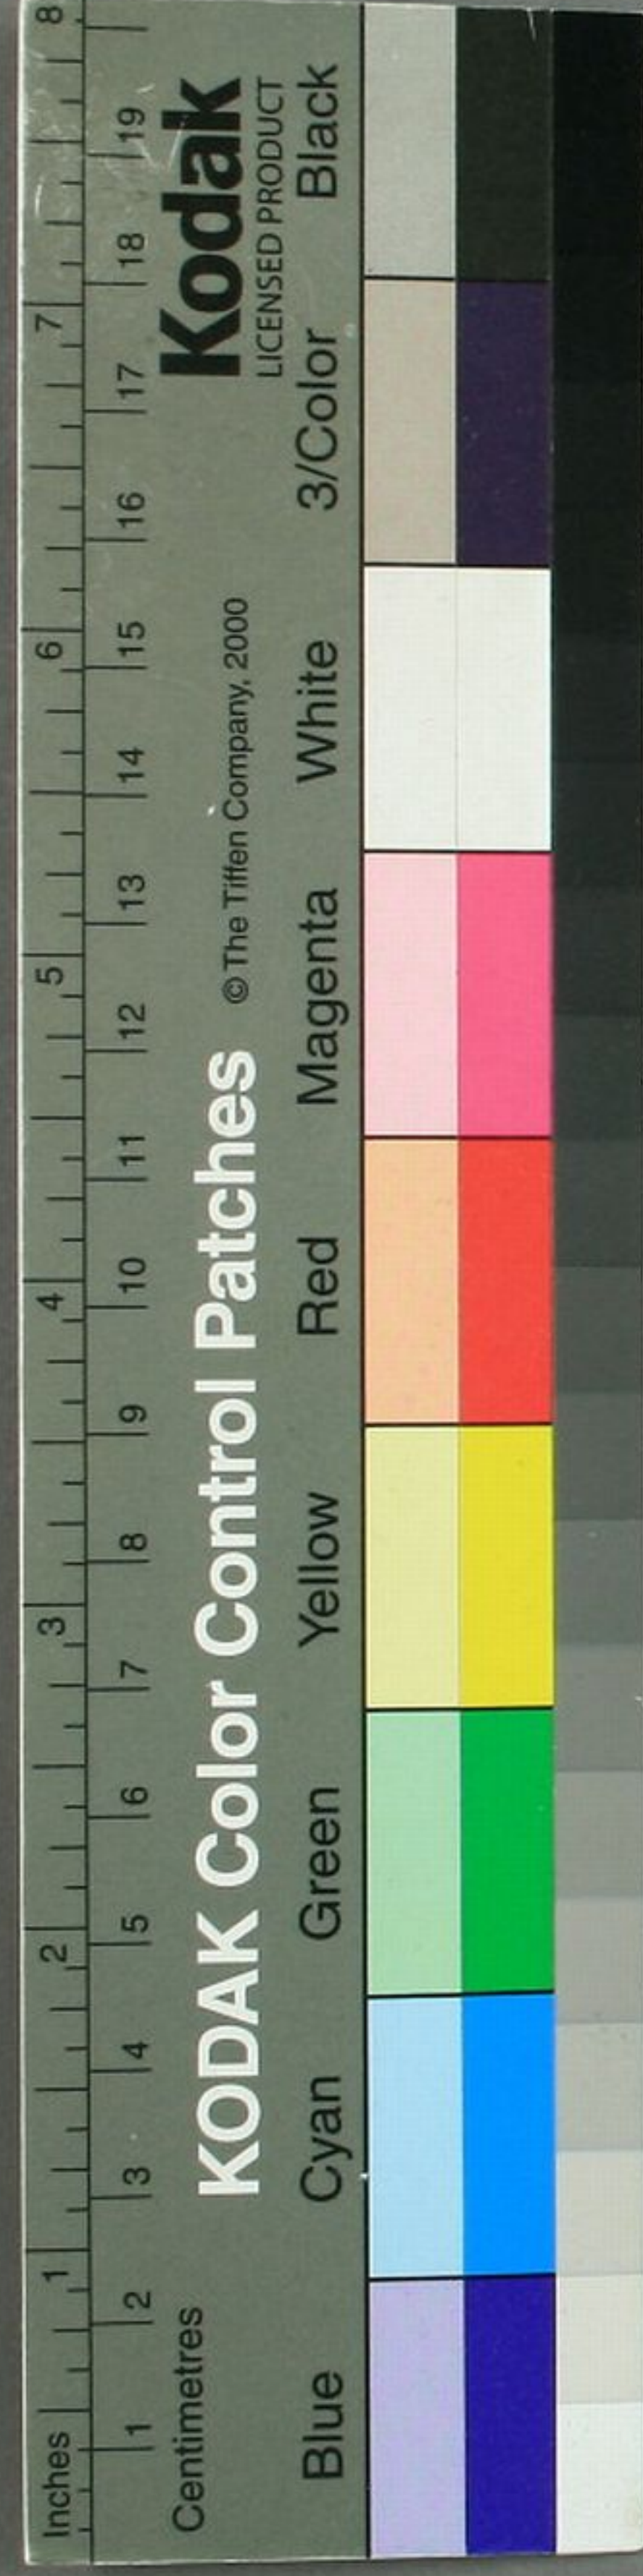 Inches 1 2 3 4 5 6 7 8
1 2 3 4 5 6 7 8 9 10 11 12 13 14 15 16 17 18 19
Centimetres
KODAK Color Control Patches
© The Tiffen Company, 2000
Kodak
LICENSED PRODUCT
Blue Cyan Green Yellow Red Magenta White 3/Color Black